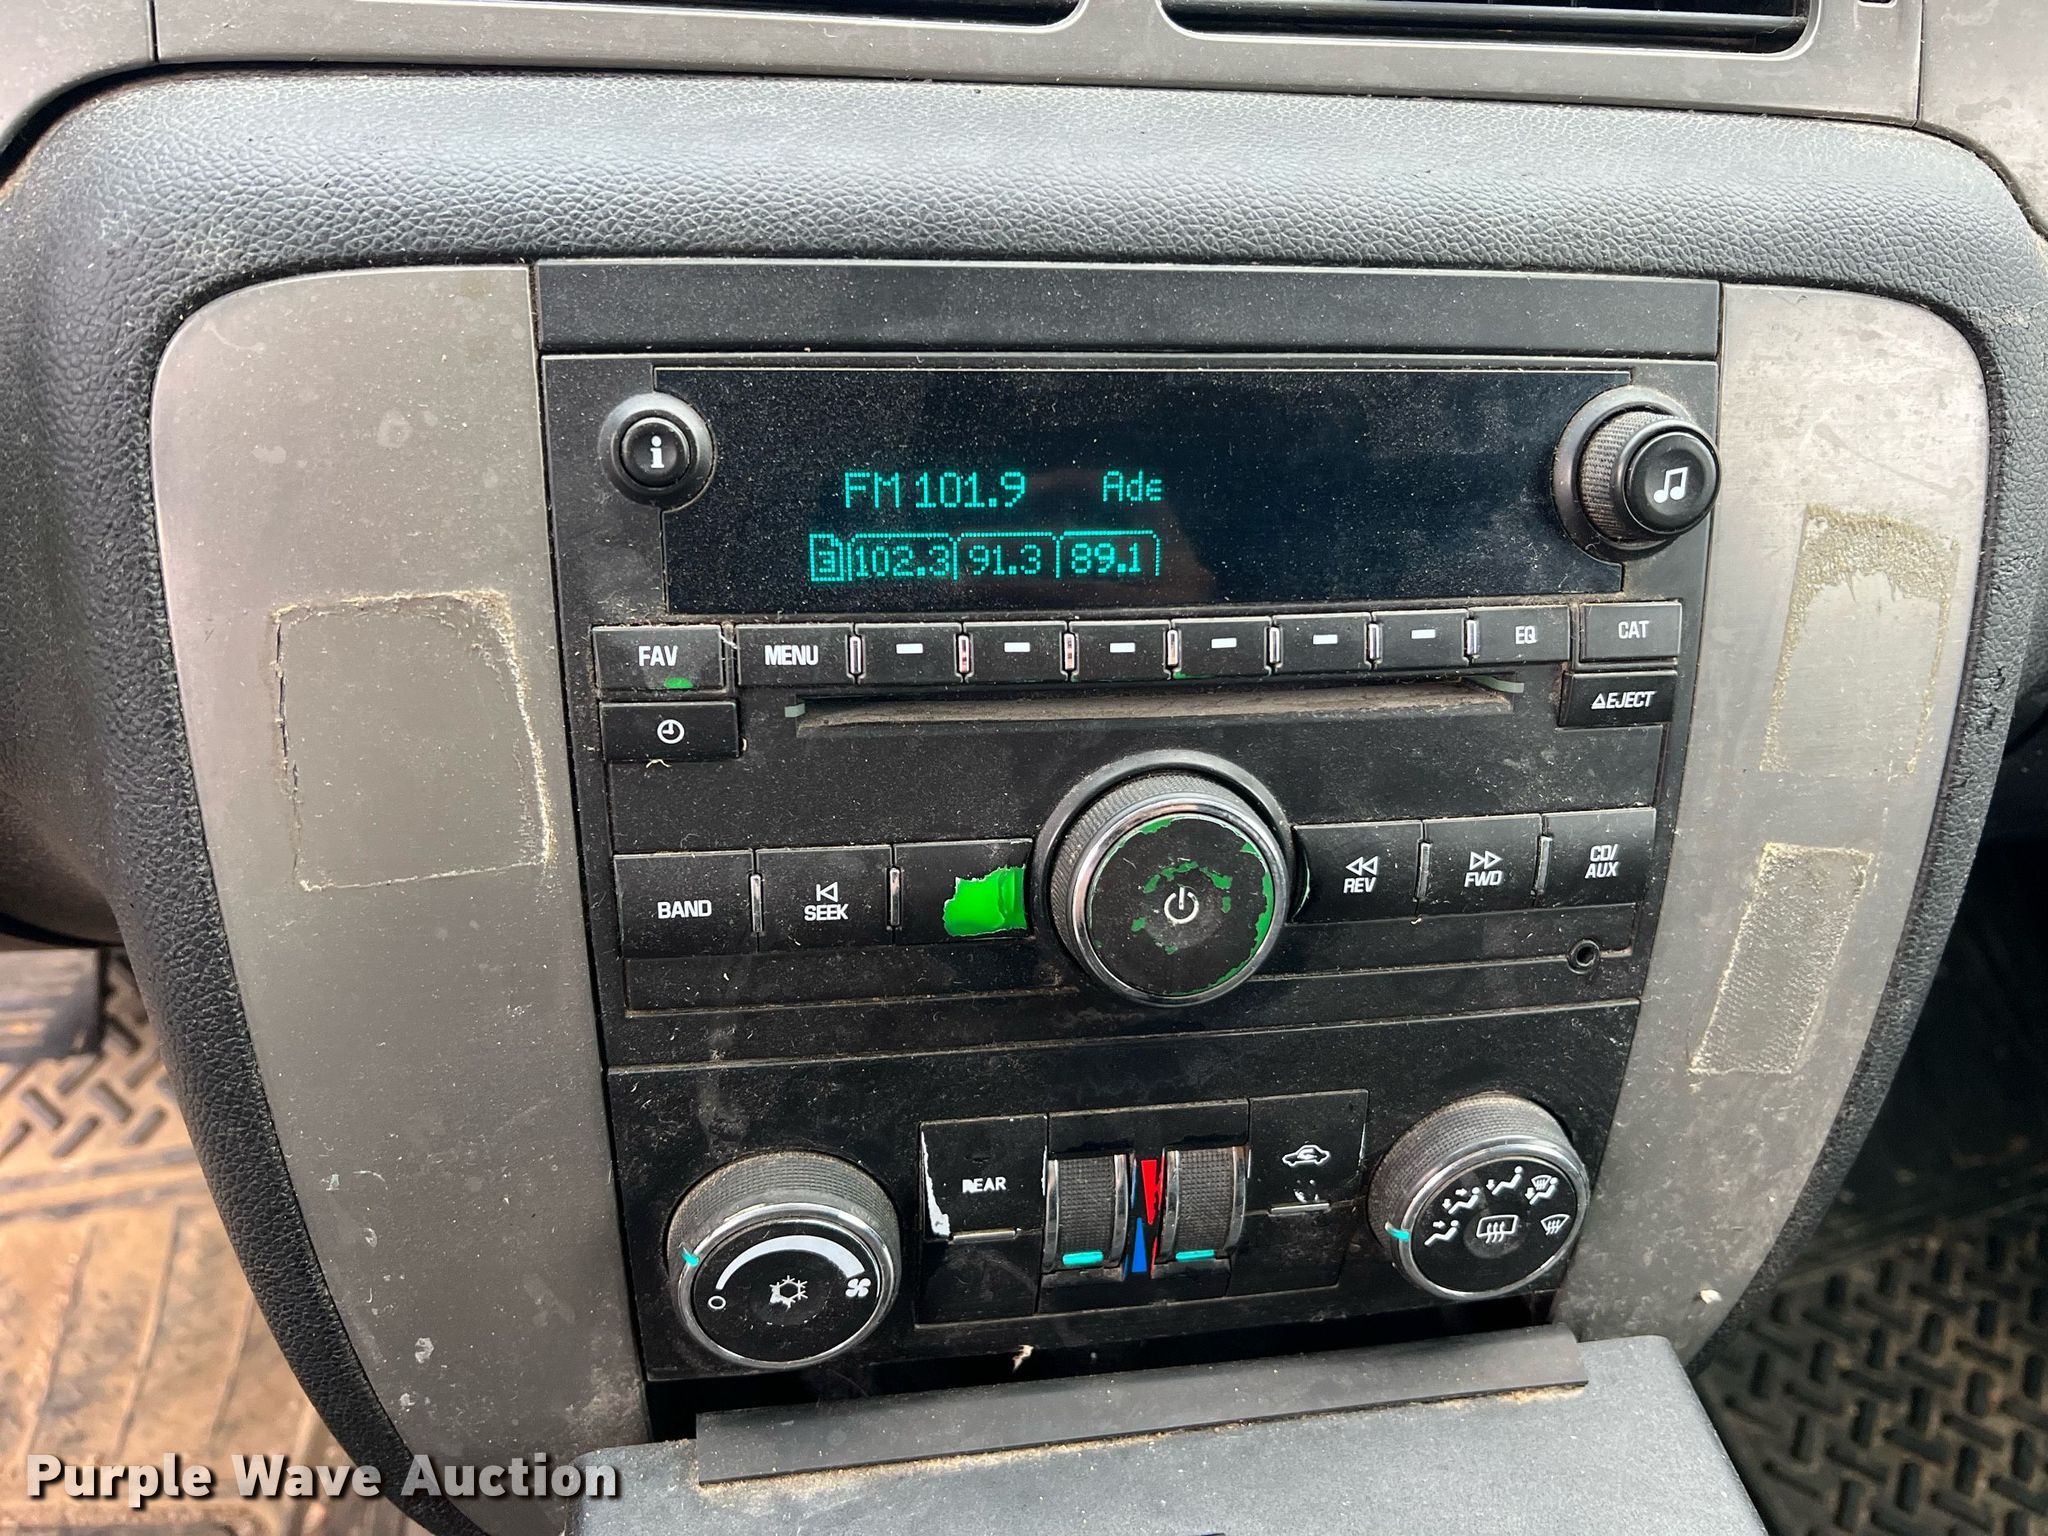 i
FM 101.9 Ade
3 102.3 91.3 89.1
FAV MENU EQ CAT
EJECT
BAND SEEK REV FWD CD/AUX
REAR
Purple Wave Auction